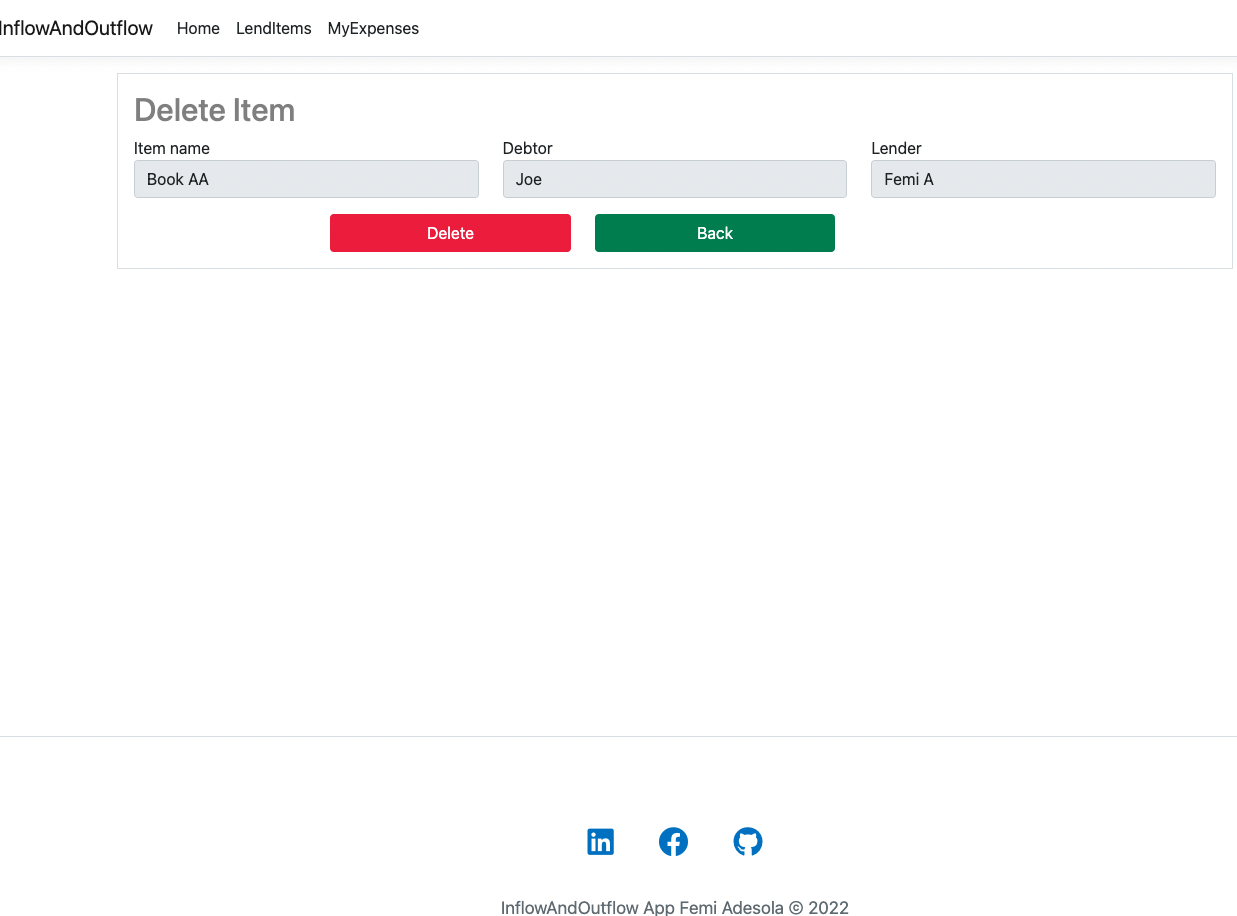 InflowAndOutflow Home LendItems MyExpenses
Delete Item
Item name Debtor Lender
Book AA Joe Femi A
Delete Back
InflowAndOutflow App Femi Adesola © 2022